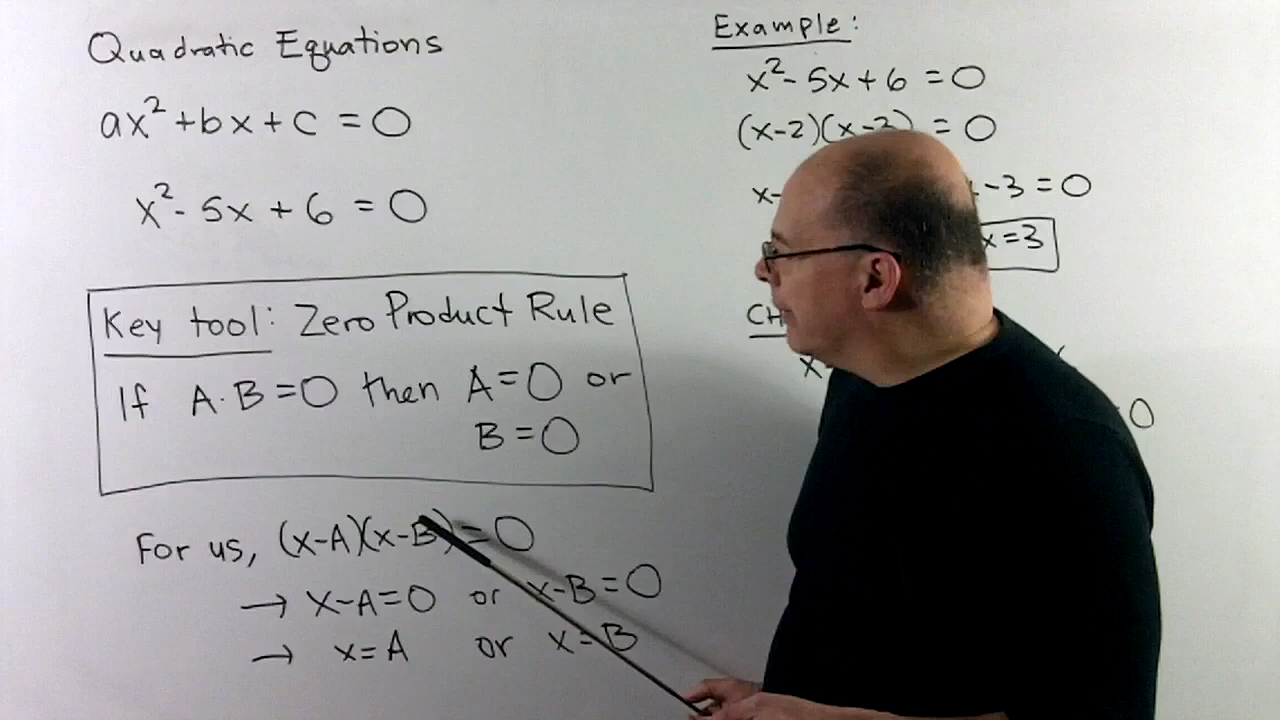 Quadratic Equations
ax² + bx + c = 0
x² - 5x + 6 = 0
Key tool: Zero Product Rule
If A·B = 0 then A = 0 or
B = 0
For us, (x-A)(x-B) = 0
→ x-A=0 or x-B=0
→ x=A or x=B
Example:
x² - 5x + 6 = 0
(x-2)(x-3) = 0
x- -3 = 0
x=3
CH
x
0